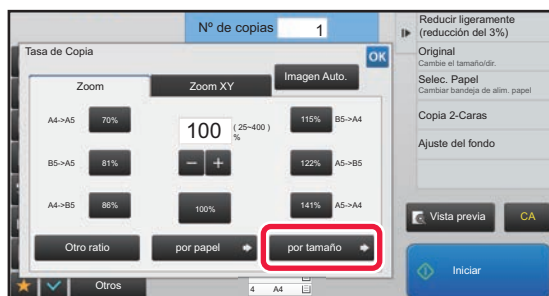 Nº de copias 1
Tasa de Copia
OK
Zoom
Zoom XY
Imagen Auto.
A4->A5 70%
100 (25~400) %
115% B5->A4
B5->A5 81%
- +
122% A5->B5
A4->B5 86%
100%
141% A5->A4
Otro ratio
por papel
por tamaño
Otros
4 A4
Reducir ligeramente
(reducción del 3%)
Original
Cambie el tamaño/dir.
Selec. Papel
Cambiar bandeja de alim. papel
Copia 2-Caras
Ajuste del fondo
Vista previa
CA
Iniciar